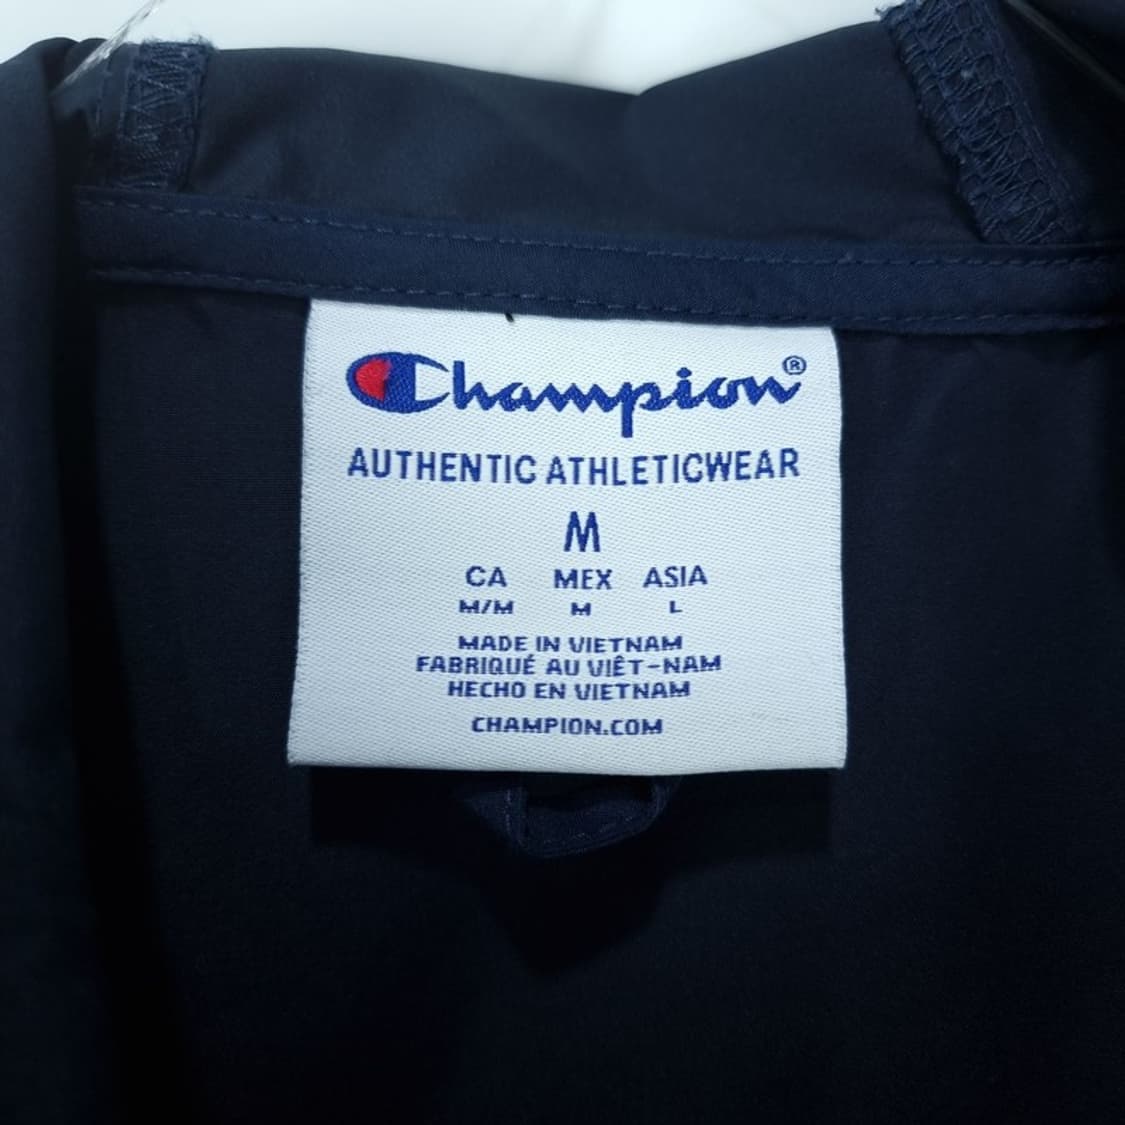 Champion®
AUTHENTIC ATHLETICWEAR
M
CA MEX ASIA
M/M M L
MADE IN VIETNAM
FABRIQUÉ AU VIÊT-NAM
HECHO EN VIETNAM
CHAMPION.COM